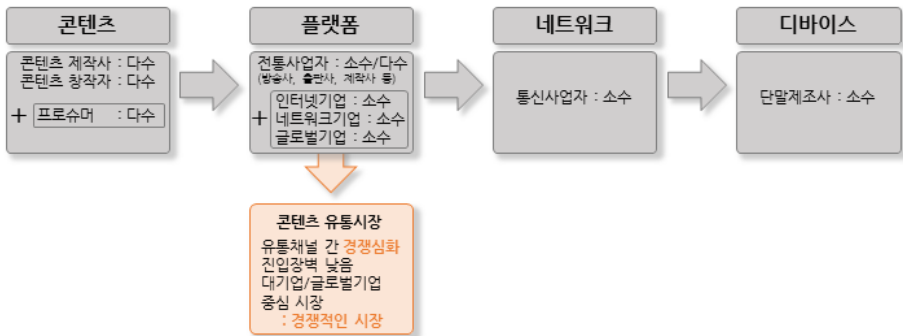 콘텐츠
콘텐츠 제작사 : 다수
콘텐츠 창작자 : 다수
+ 프로슈머 : 다수
플랫폼
전통사업자 : 소수/다수
(방송사, 출판사, 제작사 등)
인터넷기업 : 소수
+ 네트워크기업 : 소수
글로벌기업 : 소수
네트워크
통신사업자 : 소수
디바이스
단말제조사 : 소수
콘텐츠 유통시장
유통채널 간 경쟁심화
진입장벽 낮음
대기업/글로벌기업
중심 시장
: 경쟁적인 시장